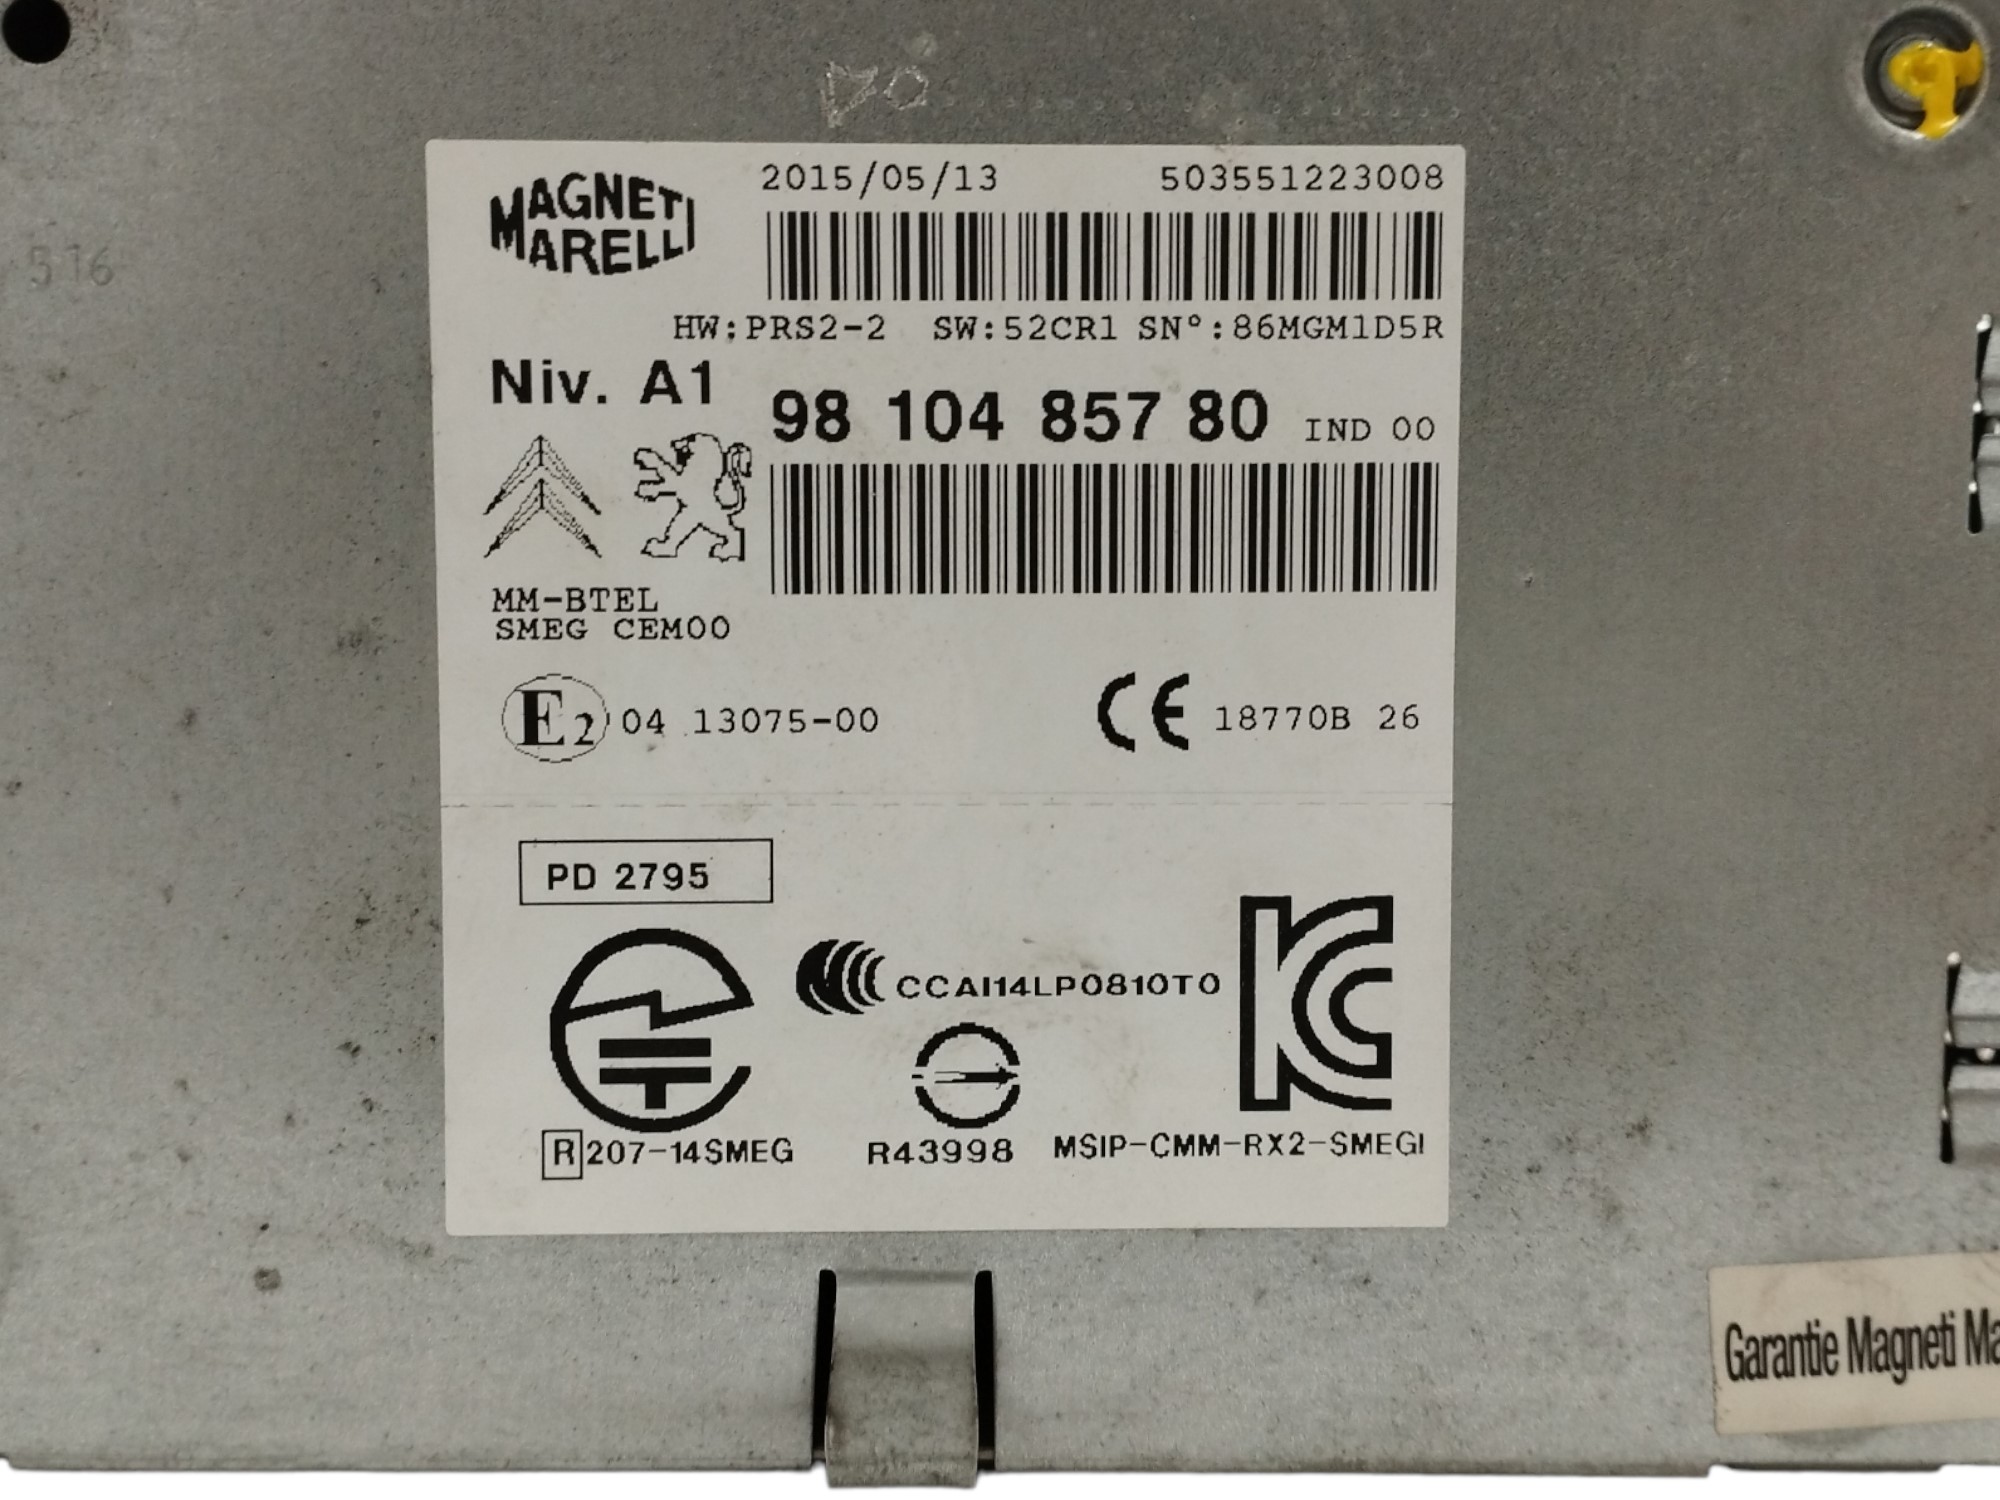 516
MAGNETI
MARELLI
2015/05/13 503551223008
HW:PRS2-2 SW:52CR1 SN°:86MGM1D5R
Niv. A1
98 104 857 80 IND 00
MM-BTEL
SMEG CEM00
E2 04 13075-00
CE 18770B 26
PD 2795
CCAI14LP0810T0
R 207-14SMEG
R43998
MSIP-CMM-RX2-SMEGI
Garantie Magneti Ma